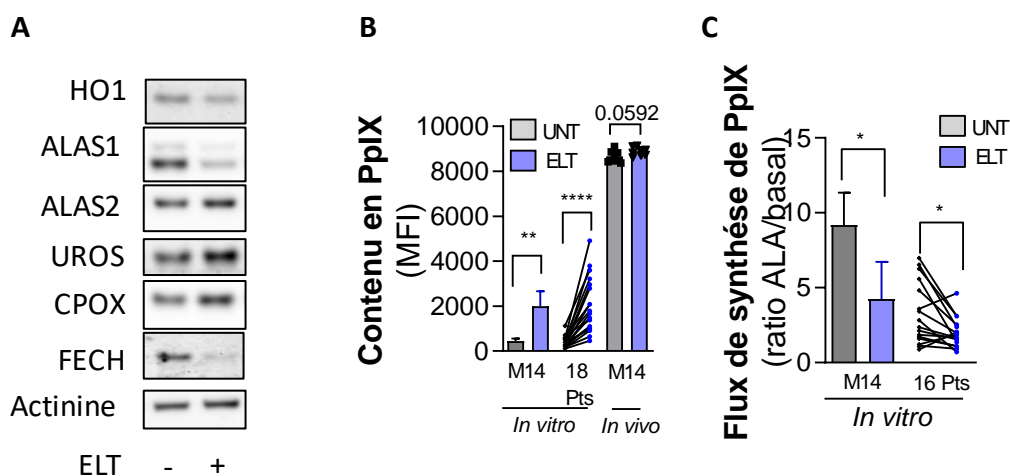 A
HO1
ALAS1
ALAS2
UROS
CPOX
FECH
Actinine
ELT - +
B
Contenu en PpIX
(MFI)
10000
8000
6000
4000
2000
0
UNT
ELT
0.0592
****
**
M14 18 M14
Pts
In vitro In vivo
C
Flux de synthése de PpIX
(ratio ALA/basal)
15
10
5
0
UNT
ELT
*
*
M14 16 Pts
In vitro